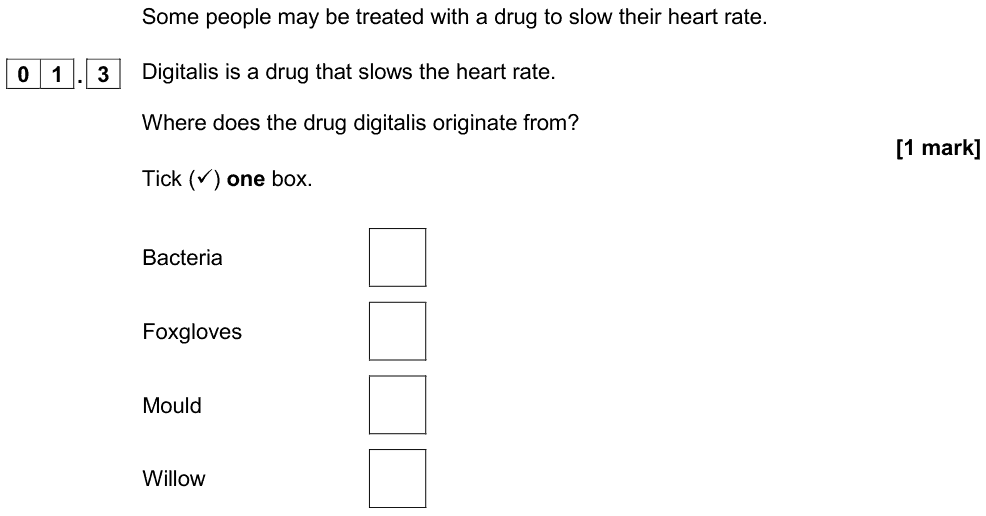 Some people may be treated with a drug to slow their heart rate.
0 1 . 3 Digitalis is a drug that slows the heart rate.
Where does the drug digitalis originate from?
[1 mark]
Tick (✓) one box.
Bacteria
Foxgloves
Mould
Willow